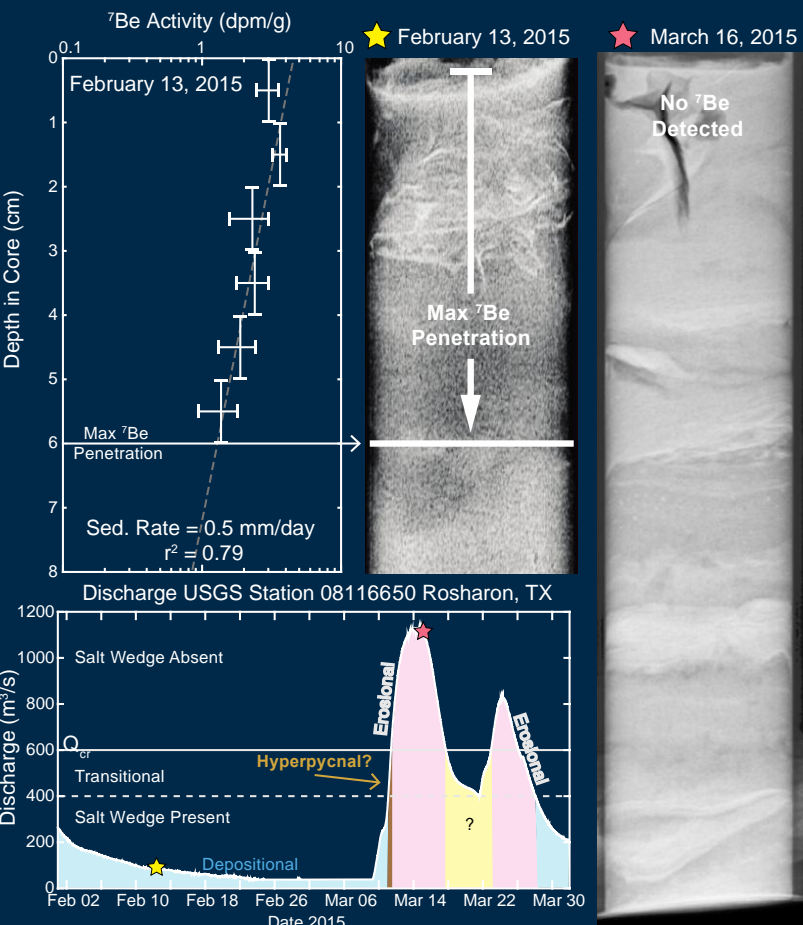 ⁷Be Activity (dpm/g)
0.1
1
10
February 13, 2015
0
1
2
3
4
5
6
7
8
Depth in Core (cm)
Max ⁷Be
Penetration
Sed. Rate = 0.5 mm/day
r² = 0.79
February 13, 2015
Max ⁷Be
Penetration
March 16, 2015
No ⁷Be
Detected
Discharge USGS Station 08116650 Rosharon, TX
1200
1000
800
600
400
200
0
Discharge (m³/s)
Salt Wedge Absent
Qcr
Transitional
Salt Wedge Present
Depositional
Hyperpycnal?
Erosional
?
Erosional
Feb 02
Feb 10
Feb 18
Feb 26
Mar 06
Mar 14
Mar 22
Mar 30
Date 2015